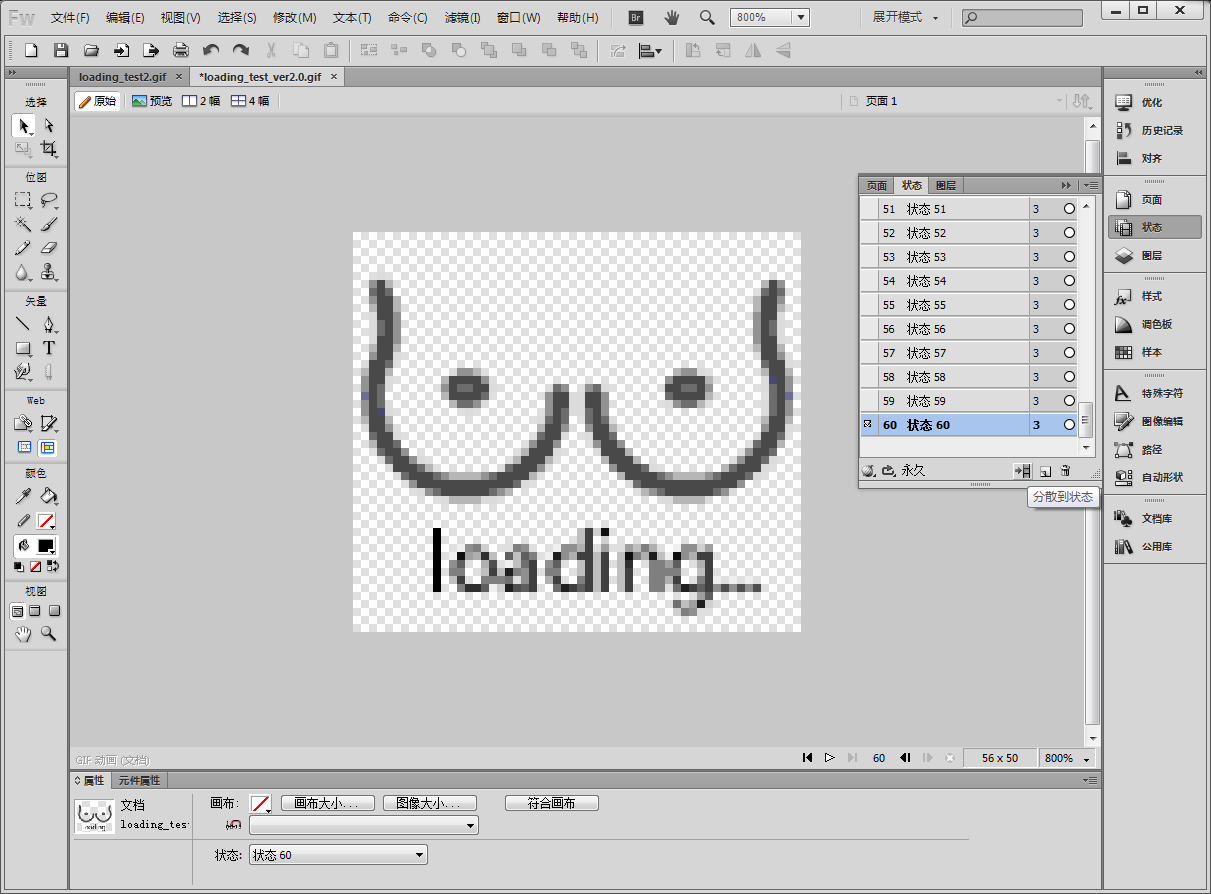 Fw 文件(F) 编辑(E) 视图(V) 选择(S) 修改(M) 文本(T) 命令(C) 滤镜(I) 窗口(W) 帮助(H) Br 800% 展开模式
loading_test2.gif × *loading_test_ver2.0.gif ×
原始 预览 2 幅 4 幅 页面 1
选择
位图
矢量
T
Web
颜色
视图
loading_
页面 状态 图层
51 状态 51 3
52 状态 52 3
53 状态 53 3
54 状态 54 3
55 状态 55 3
56 状态 56 3
57 状态 57 3
58 状态 58 3
59 状态 59 3
60 状态 60 3
永久
分散到状态
优化
历史记录
对齐
页面
状态
图层
样式
调色板
样本
特殊字符
图像编辑
路径
自动形状
文档库
公用库
GIF 动画 (文档) 60 56 x 50 800%
属性 元件属性
文档 画布: 画布大小... 图像大小... 符合画布
loading_tes
状态: 状态 60